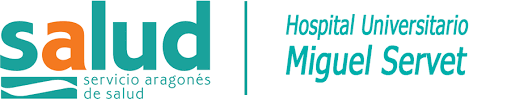 salud
servicio aragonés
de salud
Hospital Universitario
Miguel Servet